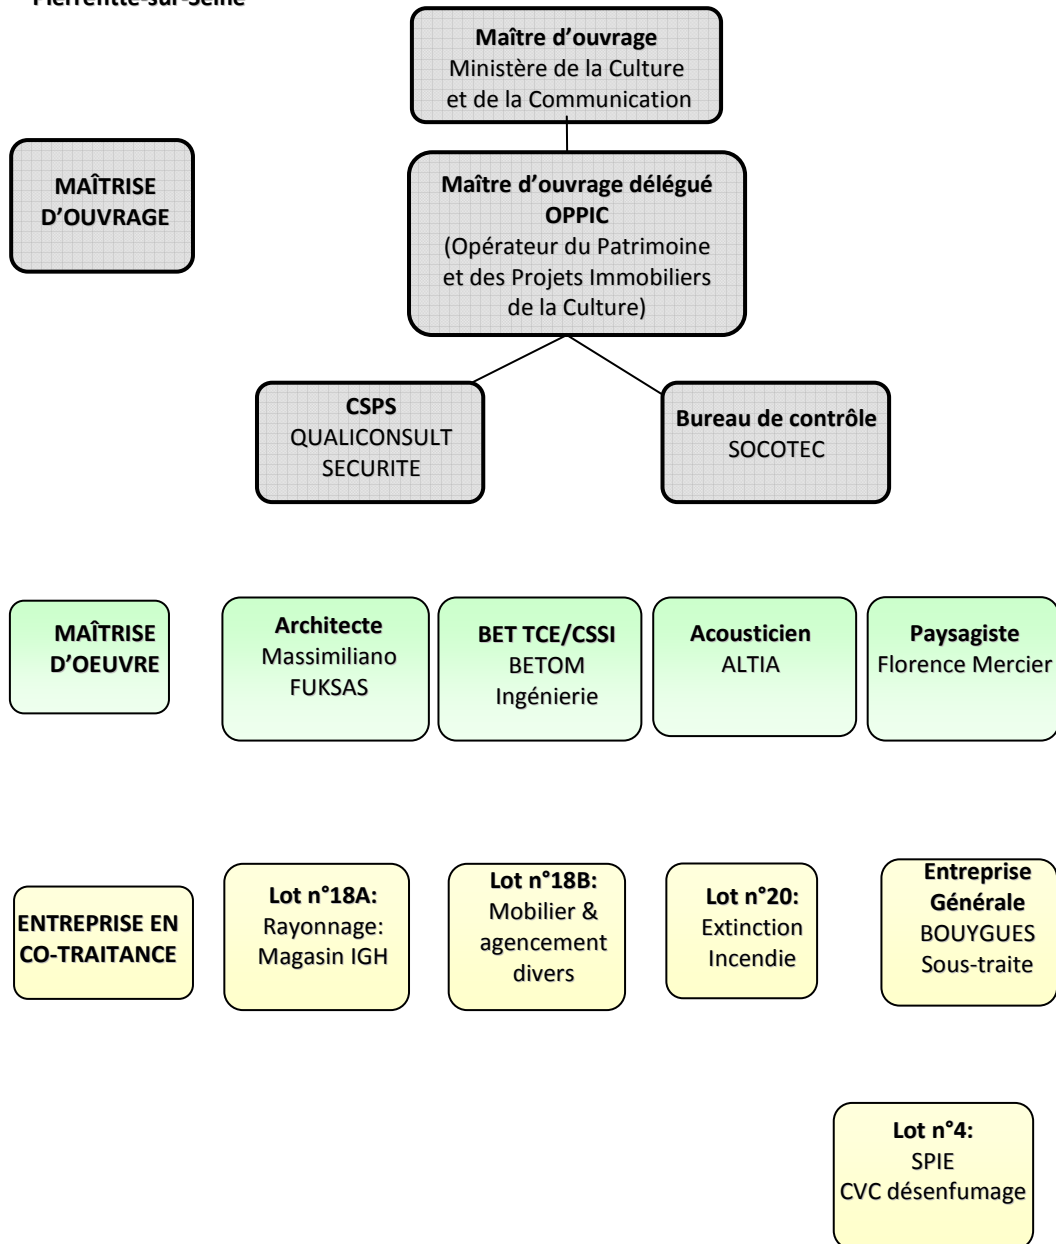 Pierrefitte-sur-Seine
Maître d’ouvrage
Ministère de la Culture
et de la Communication
MAÎTRISE
D’OUVRAGE
Maître d’ouvrage délégué
OPPIC
(Opérateur du Patrimoine
et des Projets Immobiliers
de la Culture)
CSPS
QUALICONSULT
SECURITE
Bureau de contrôle
SOCOTEC
MAÎTRISE
D’OEUVRE
Architecte
Massimiliano
FUKSAS
BET TCE/CSSI
BETOM
Ingénierie
Acousticien
ALTIA
Paysagiste
Florence Mercier
ENTREPRISE EN
CO-TRAITANCE
Lot n°18A:
Rayonnage:
Magasin IGH
Lot n°18B:
Mobilier &
agencement
divers
Lot n°20:
Extinction
Incendie
Entreprise
Générale
BOUYGUES
Sous-traite
Lot n°4:
SPIE
CVC désenfumage